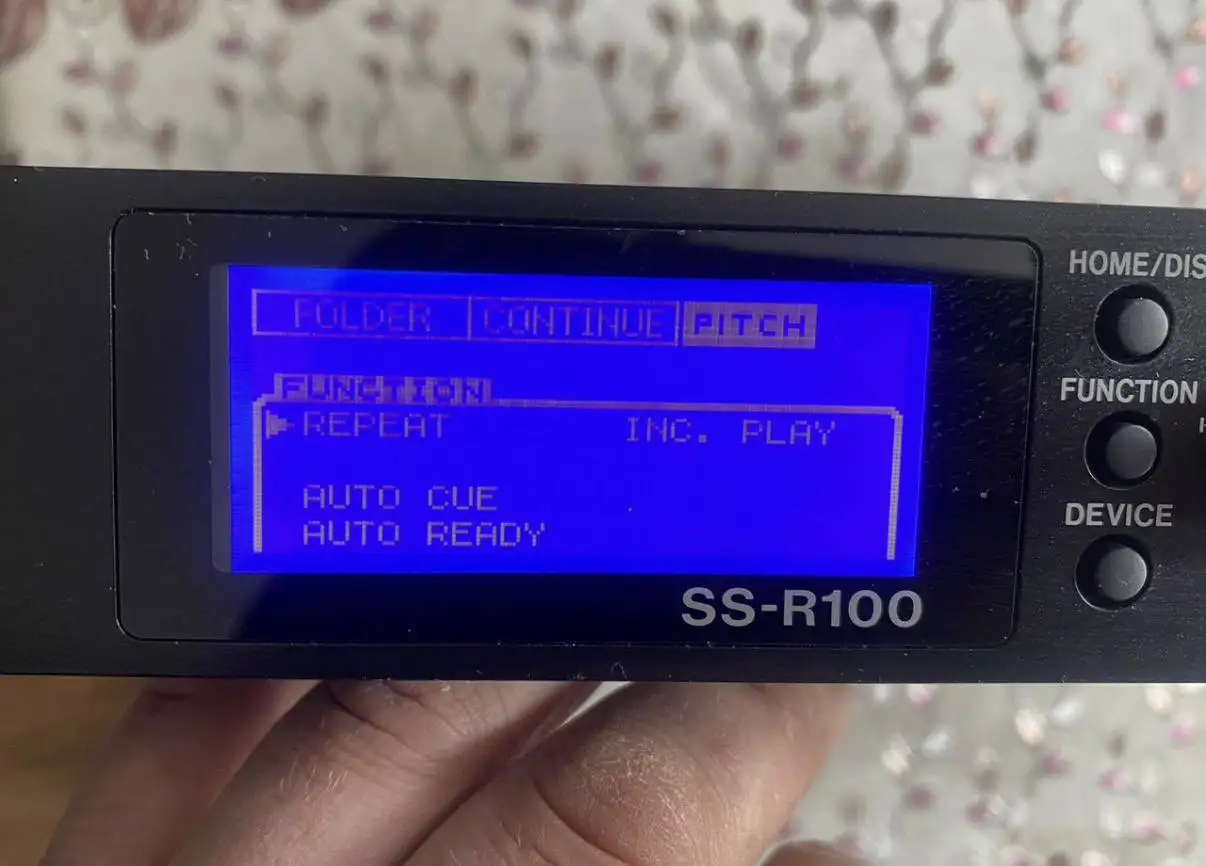 FOLDER CONTINUE PITCH
FUNCTION
REPEAT INC. PLAY
AUTO CUE
AUTO READY
SS-R100
HOME/DIS
FUNCTION
DEVICE